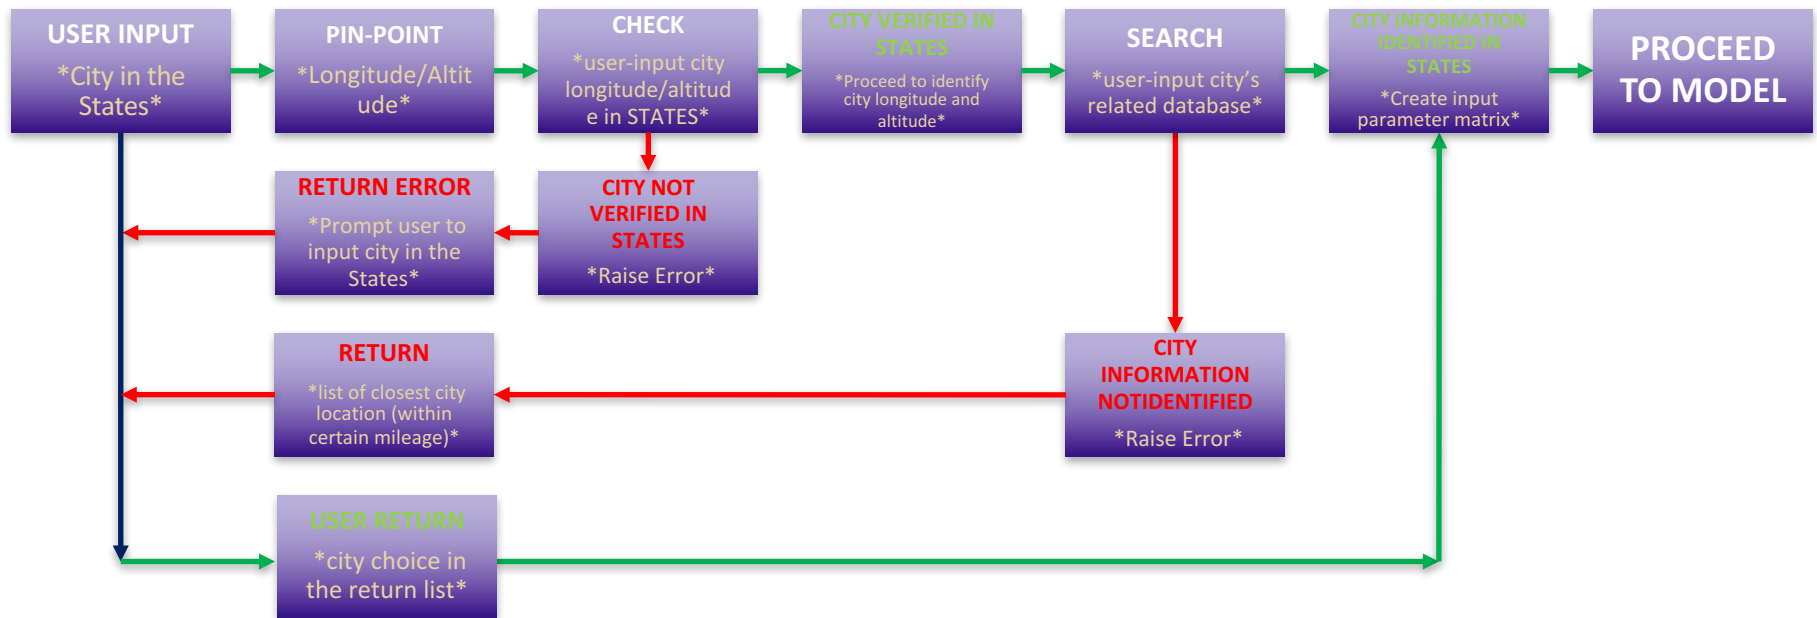 USER INPUT
*City in the
States*
PIN-POINT
*Longitude/Altit
ude*
CHECK
*user-input city
longitude/altitud
e in STATES*
CITY VERIFIED IN
STATES
*Proceed to identify
city longitude and
altitude*
SEARCH
*user-input city’s
related database*
CITY INFORMATION
IDENTIFIED IN
STATES
*Create input
parameter matrix*
PROCEED
TO MODEL
RETURN ERROR
*Prompt user to
input city in the
States*
CITY NOT
VERIFIED IN
STATES
*Raise Error*
RETURN
*list of closest city
location (within
certain mileage)*
CITY
INFORMATION
NOTIDENTIFIED
*Raise Error*
USER RETURN
*city choice in
the return list*